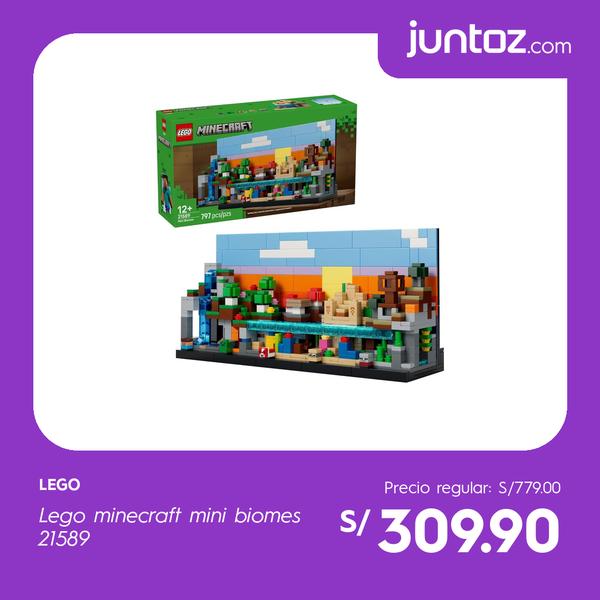 juntoz.com
LEGO
MINECRAFT
12+
21589
797 pcs/pzs
LEGO
Precio regular: S/779.00
Lego minecraft mini biomes
21589
S/ 309.90